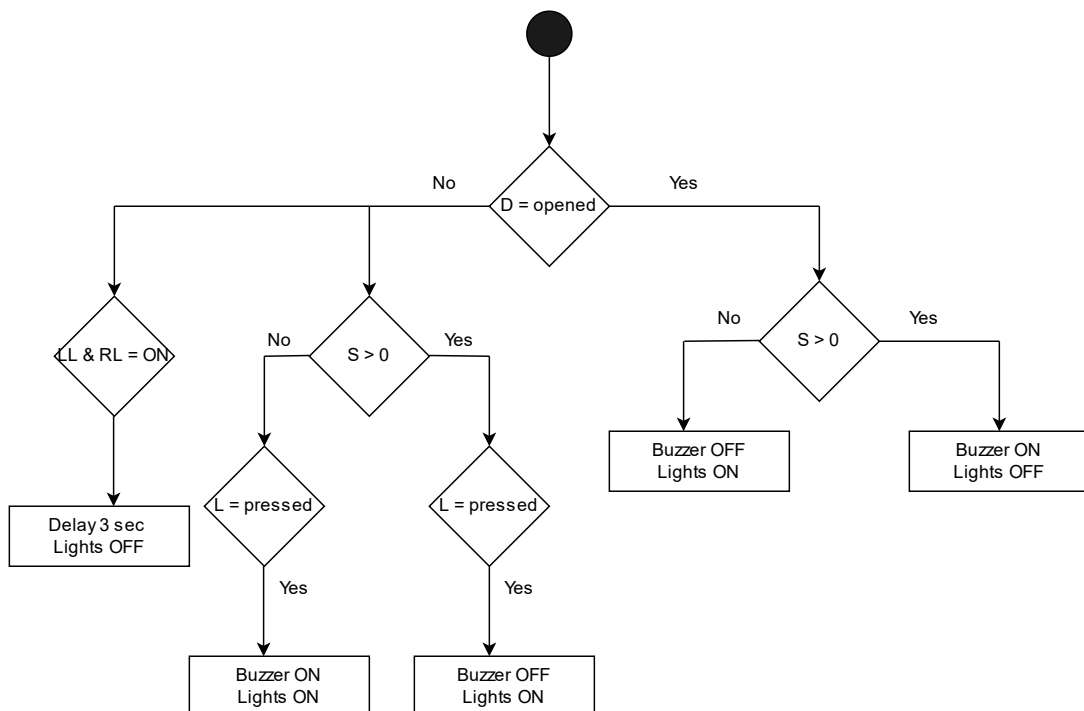 No
Yes
D = opened
No
Yes
LL & RL = ON
No
Yes
S > 0
S > 0
Buzzer OFF
Lights ON
Buzzer ON
Lights OFF
L = pressed
L = pressed
Delay 3 sec
Lights OFF
Yes
Yes
Buzzer ON
Lights ON
Buzzer OFF
Lights ON